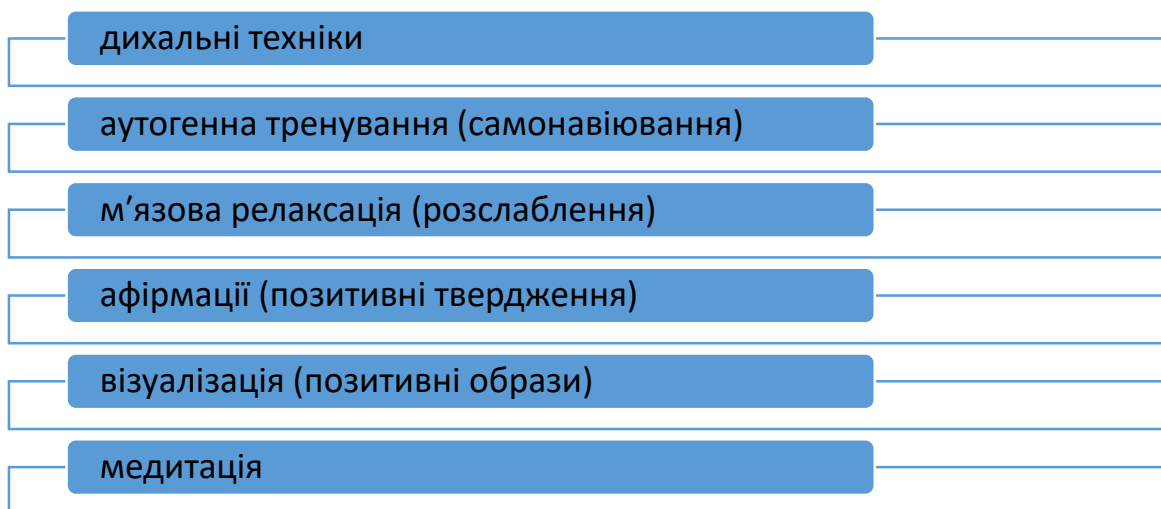 дихальні техніки
аутогенна тренування (самонавіювання)
м′язова релаксація (розслаблення)
афірмації (позитивні твердження)
візуалізація (позитивні образи)
медитація